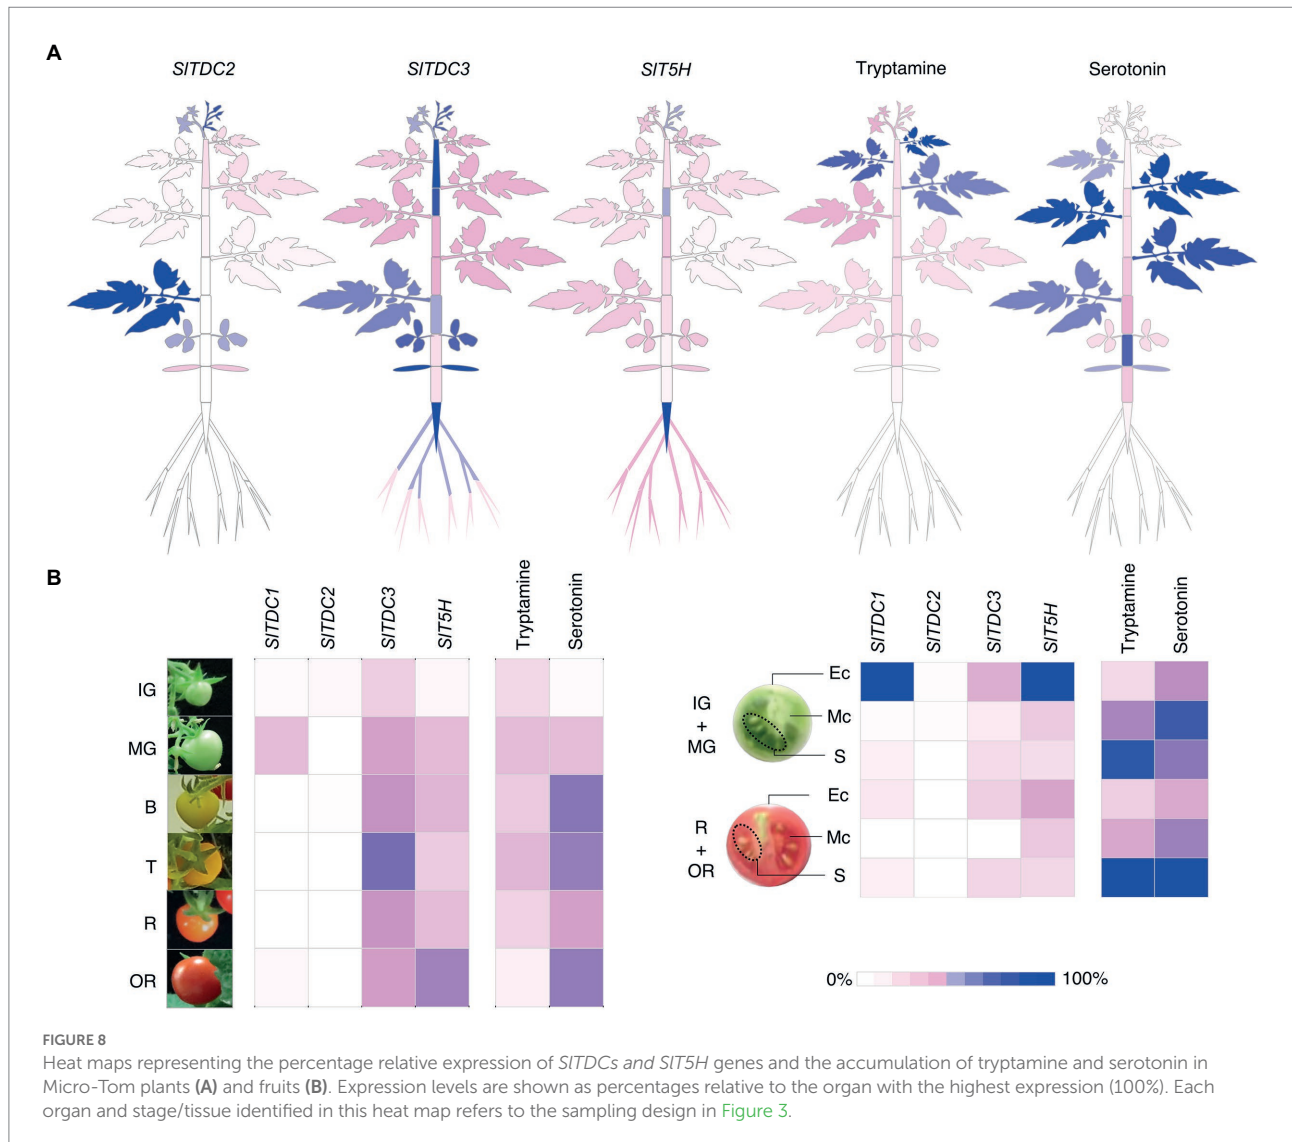 A
SlTDC2 SlTDC3 SlT5H Tryptamine Serotonin
B
SlTDC1 SlTDC2 SlTDC3 SlT5H Tryptamine Serotonin
IG
MG
B
T
R
OR
SlTDC1 SlTDC2 SlTDC3 SlT5H Tryptamine Serotonin
IG
+
MG
Ec
Mc
S
R
+
OR
Ec
Mc
S
0% 100%
FIGURE 8
Heat maps representing the percentage relative expression of SlTDCs and SlT5H genes and the accumulation of tryptamine and serotonin in
Micro-Tom plants (A) and fruits (B). Expression levels are shown as percentages relative to the organ with the highest expression (100%). Each
organ and stage/tissue identified in this heat map refers to the sampling design in Figure 3.